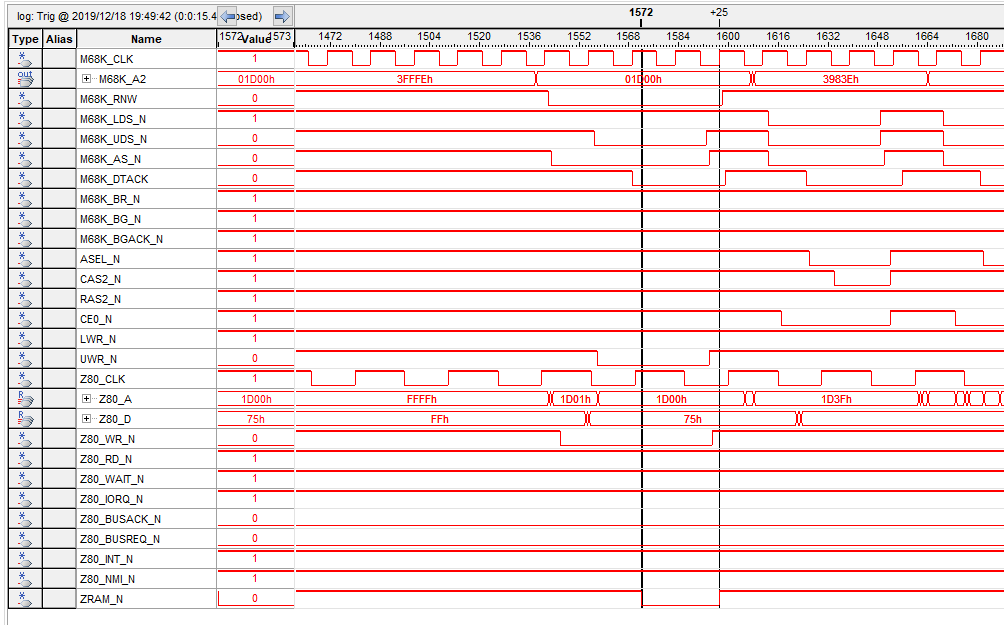 log: Trig @ 2019/12/18 19:49:42 (0:0:15.4 osed)
1572 +25
Type Alias Name 1572 Value 1573 1472 1488 1504 1520 1536 1552 1568 1584 1600 1616 1632 1648 1664 1680
* M68K_CLK 1
out M68K_A2 01D00h 3FFFEh 01D00h 3983Eh
* M68K_RNW 0
* M68K_LDS_N 1
* M68K_UDS_N 0
* M68K_AS_N 0
* M68K_DTACK 0
* M68K_BR_N 1
* M68K_BG_N 1
* M68K_BGACK_N 1
* ASEL_N 1
* CAS2_N 1
* RAS2_N 1
* CE0_N 1
* LWR_N 1
* UWR_N 0
* Z80_CLK 1
R Z80_A 1D00h FFFFh 1D01h 1D00h 1D3Fh
R Z80_D 75h FFh 75h
* Z80_WR_N 0
* Z80_RD_N 1
* Z80_WAIT_N 1
* Z80_IORQ_N 1
* Z80_BUSACK_N 0
* Z80_BUSREQ_N 0
* Z80_INT_N 1
* Z80_NMI_N 1
* ZRAM_N 0